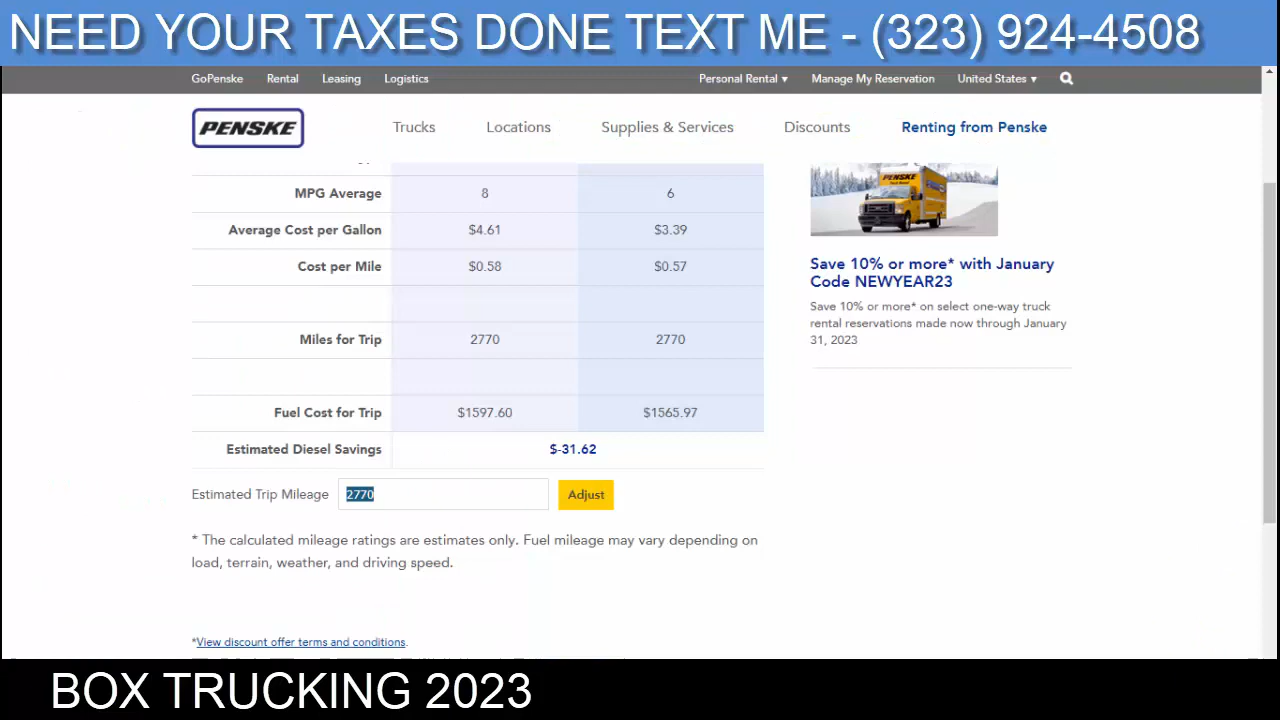 NEED YOUR TAXES DONE TEXT ME - (323) 924-4508
GoPenske Rental Leasing Logistics Personal Rental ▾ Manage My Reservation United States ▾
PENSKE Trucks Locations Supplies & Services Discounts Renting from Penske
MPG Average 8 6
Average Cost per Gallon $4.61 $3.39
Cost per Mile $0.58 $0.57
Miles for Trip 2770 2770
Fuel Cost for Trip $1597.60 $1565.97
Estimated Diesel Savings $-31.62
Estimated Trip Mileage 2770 Adjust
* The calculated mileage ratings are estimates only. Fuel mileage may vary depending on
load, terrain, weather, and driving speed.
*View discount offer terms and conditions.
PENSKE
Save 10% or more* with January
Code NEWYEAR23
Save 10% or more* on select one-way truck
rental reservations made now through January
31, 2023
BOX TRUCKING 2023